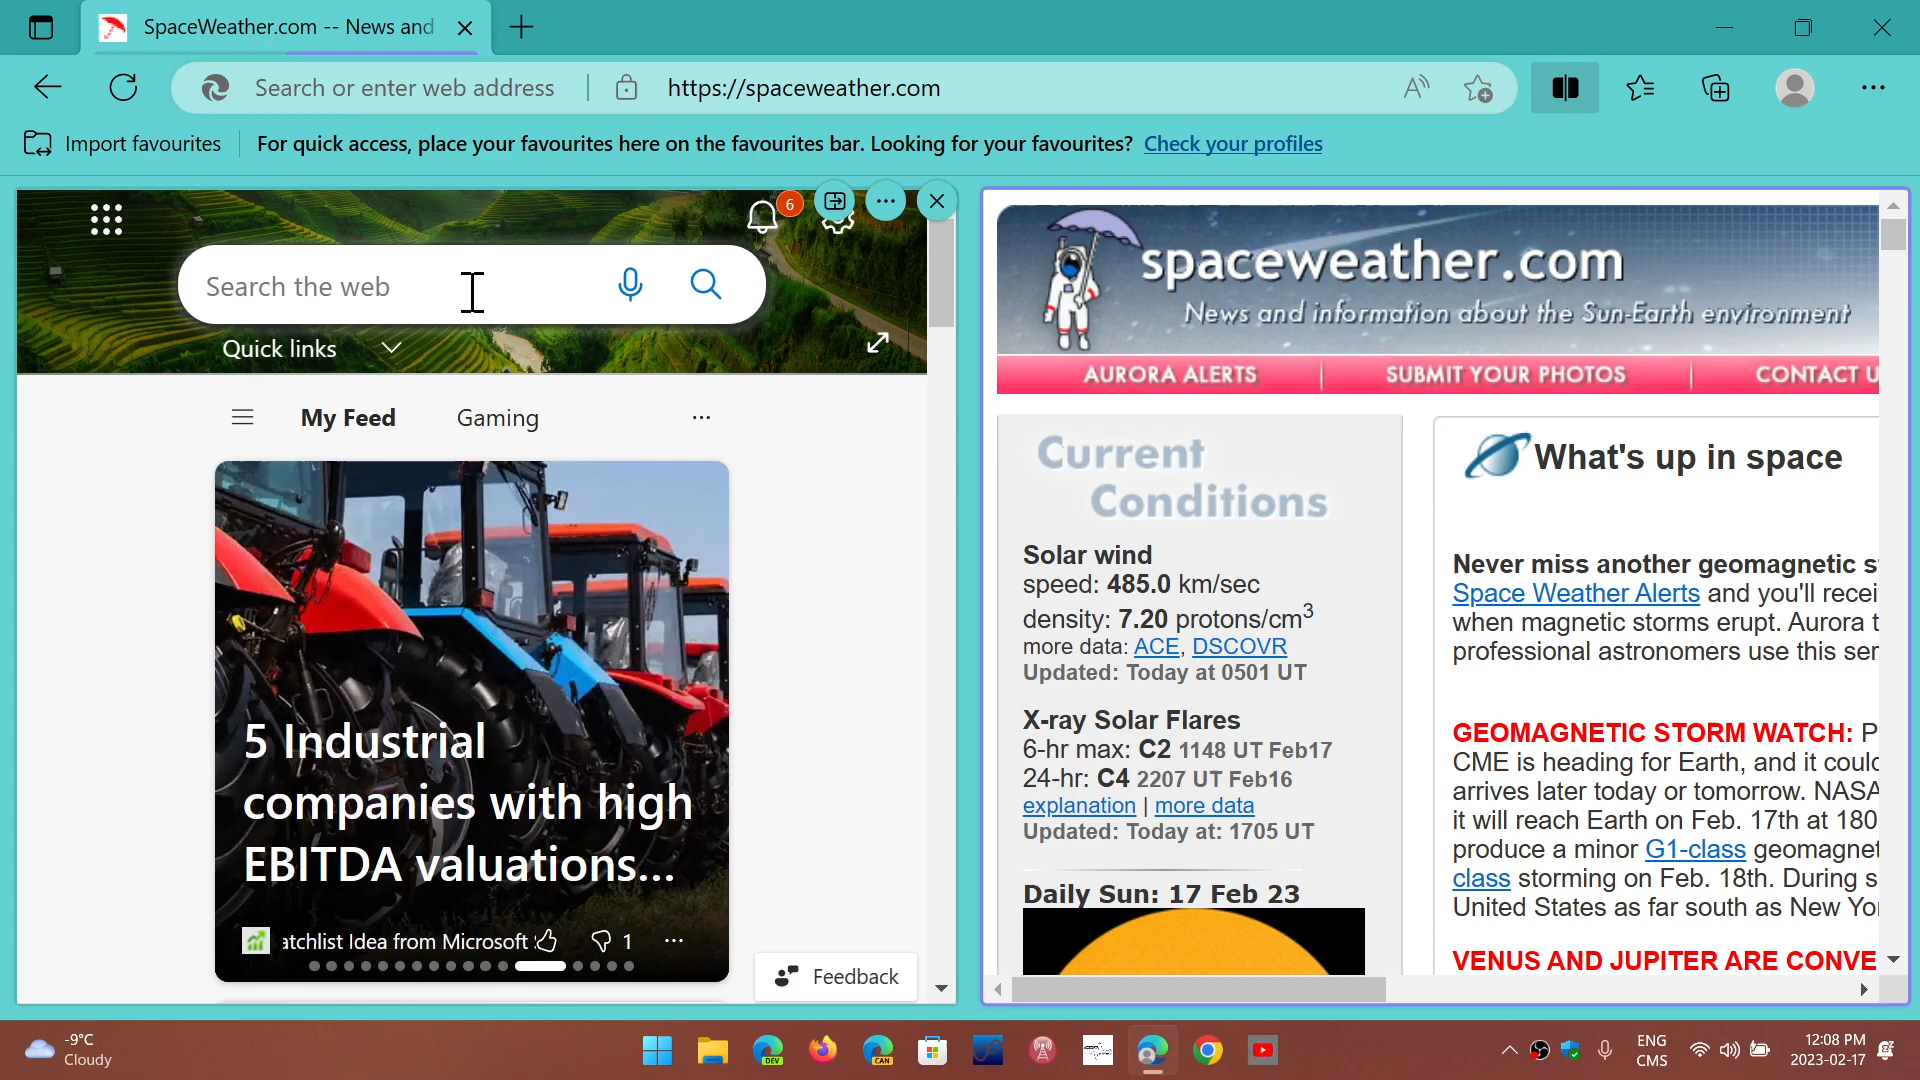 SpaceWeather.com -- News and
Search or enter web address
https://spaceweather.com
Import favourites
For quick access, place your favourites here on the favourites bar. Looking for your favourites? Check your profiles
6
Search the web
Quick links
My Feed
Gaming
5 Industrial
companies with high
EBITDA valuations...
atchlist Idea from Microsoft
1
Feedback
spaceweather.com
News and information about the Sun-Earth environment
AURORA ALERTS
SUBMIT YOUR PHOTOS
CONTACT U
Current
Conditions
Solar wind
speed: 485.0 km/sec
density: 7.20 protons/cm3
more data: ACE, DSCOVR
Updated: Today at 0501 UT
X-ray Solar Flares
6-hr max: C2 1148 UT Feb17
24-hr: C4 2207 UT Feb16
explanation | more data
Updated: Today at: 1705 UT
Daily Sun: 17 Feb 23
What's up in space
Never miss another geomagnetic s
Space Weather Alerts and you'll recei
when magnetic storms erupt. Aurora t
professional astronomers use this ser
GEOMAGNETIC STORM WATCH: P
CME is heading for Earth, and it could
arrives later today or tomorrow. NASA
it will reach Earth on Feb. 17th at 180
produce a minor G1-class geomagnet
class storming on Feb. 18th. During s
United States as far south as New Yo
VENUS AND JUPITER ARE CONVE
-9°C
Cloudy
DEV
CAN
ENG
CMS
12:08 PM
2023-02-17